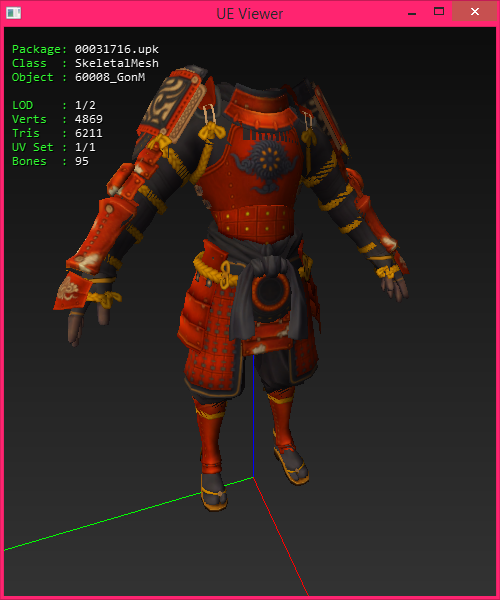 UE Viewer
Package: 00031716.upk
Class  : SkeletalMesh
Object : 60008_GonM
LOD    : 1/2
Verts  : 4869
Tris   : 6211
UV Set : 1/1
Bones  : 95